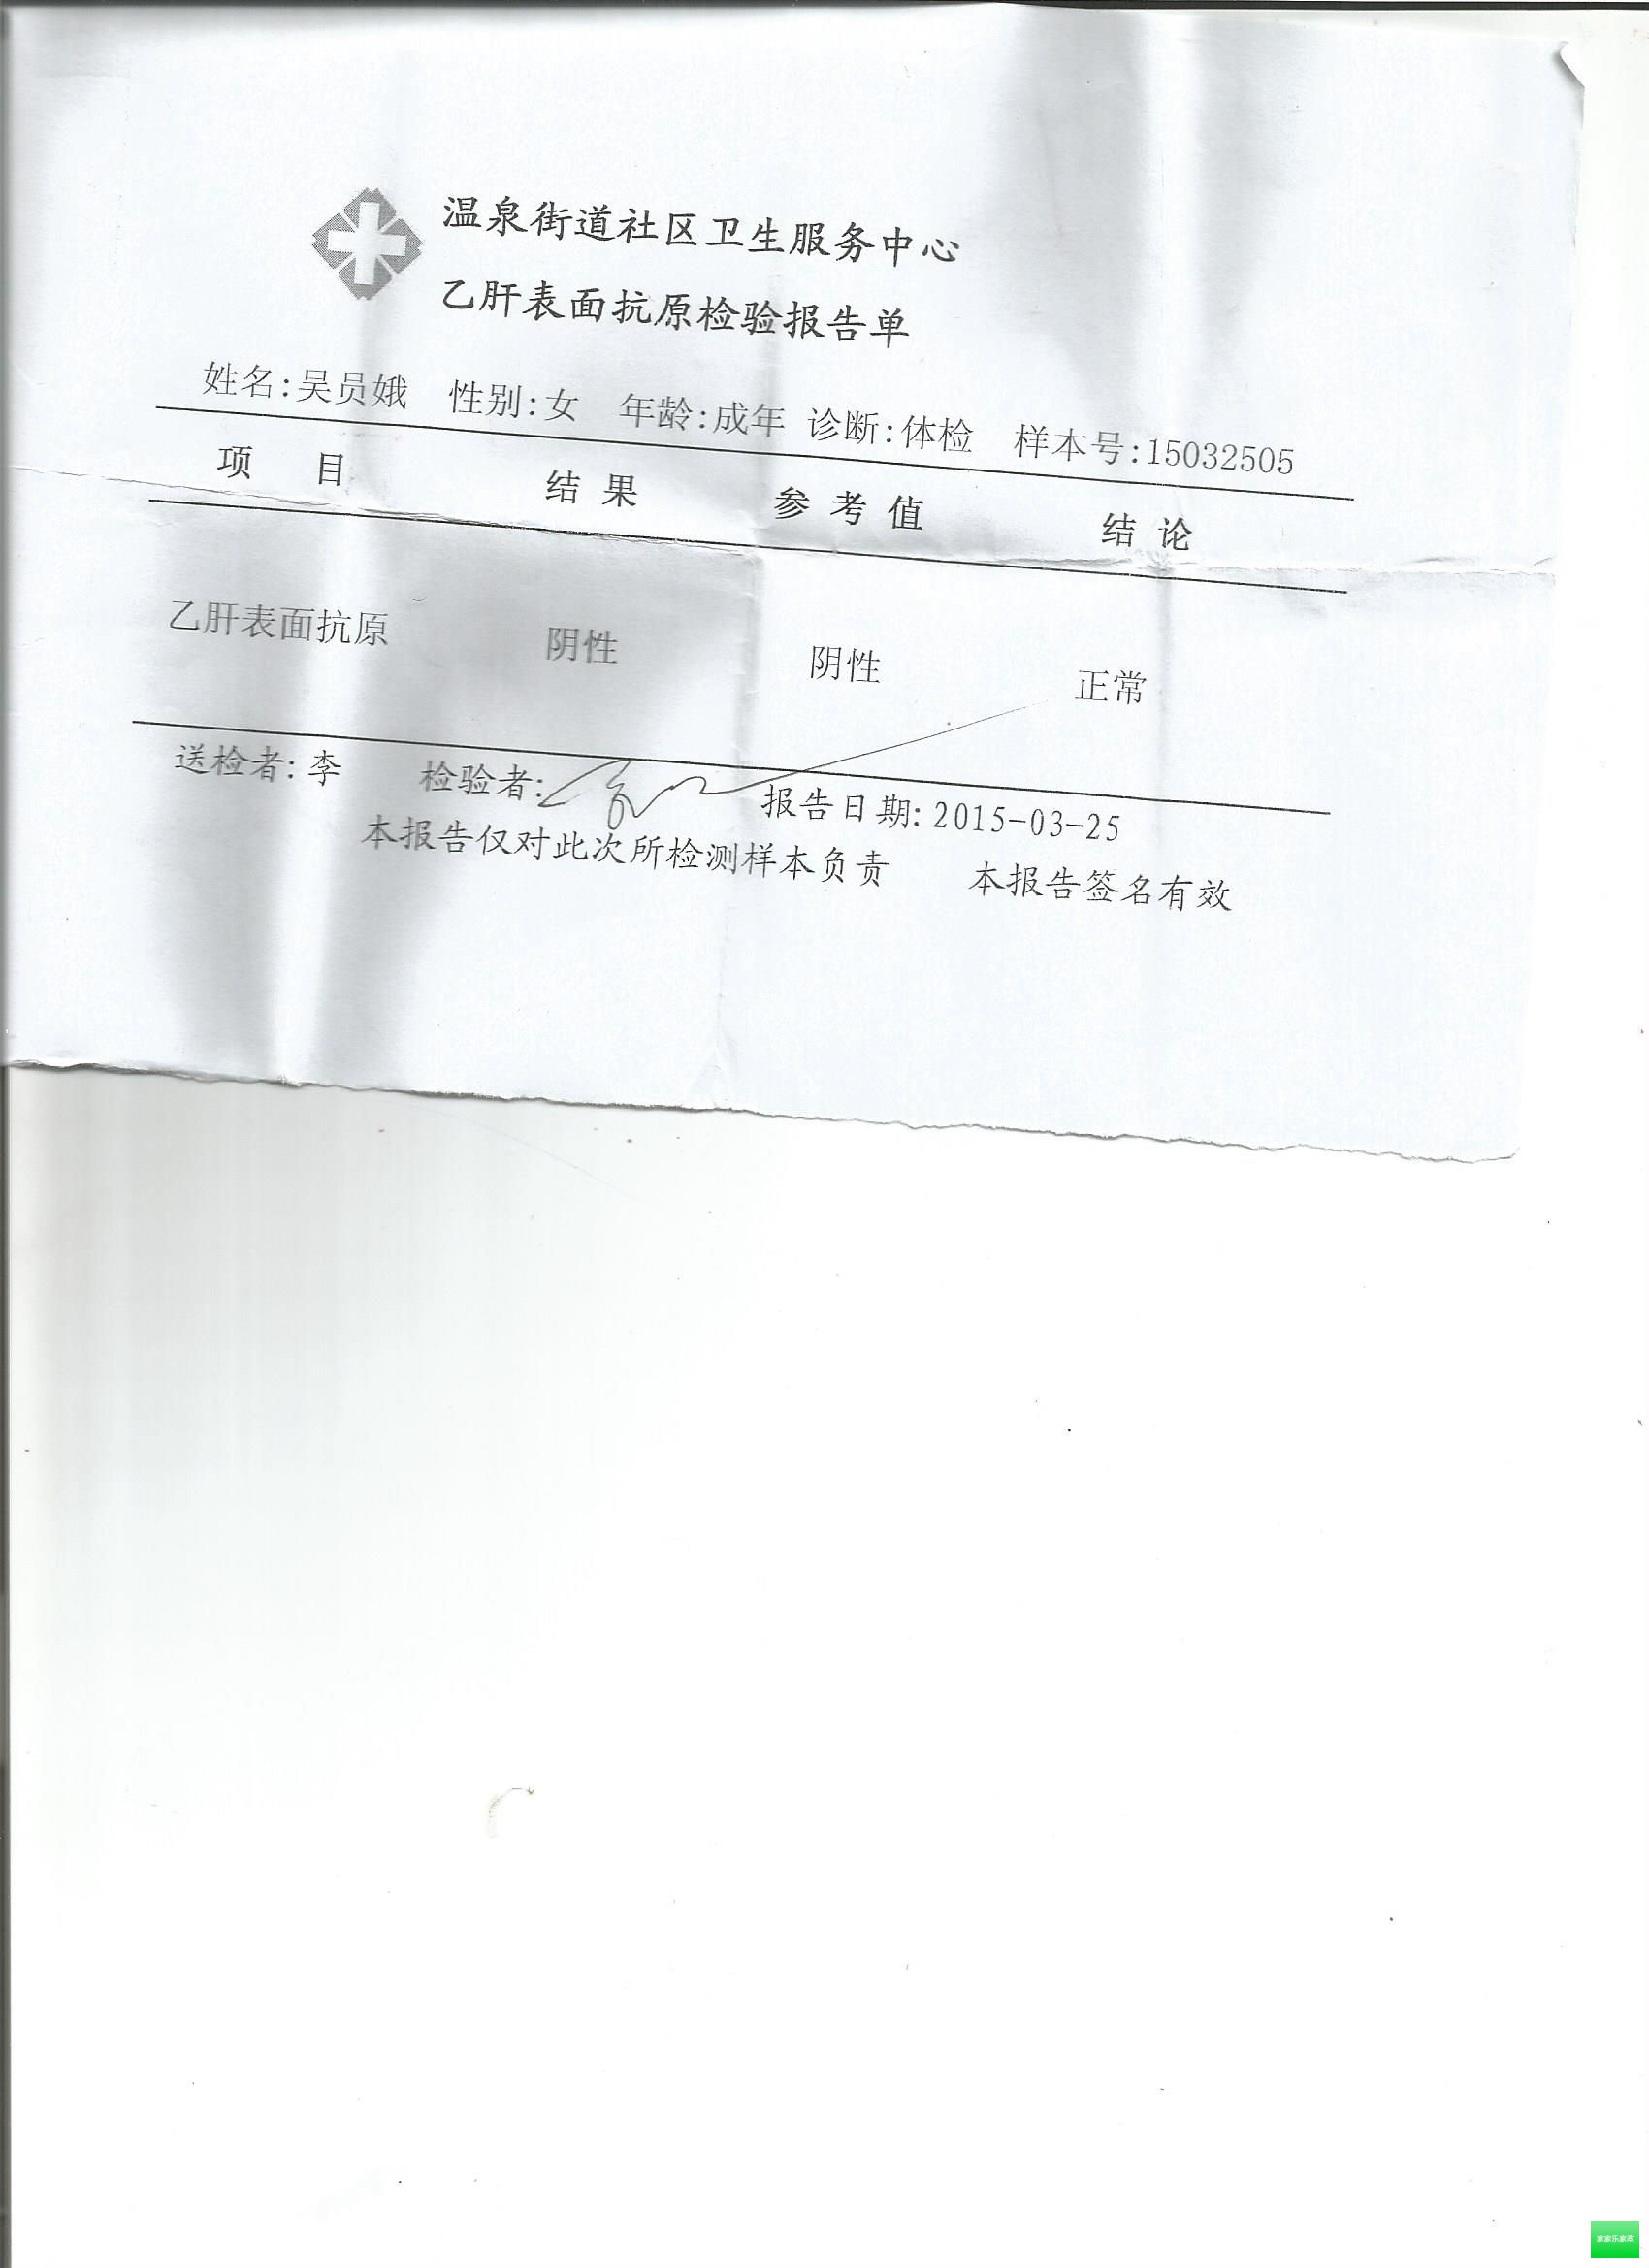 温泉街道社区卫生服务中心
乙肝表面抗原检验报告单
姓名:吴员娥 性别:女 年龄:成年 诊断:体检 样本号:15032505
项 目 结 果 参 考 值 结 论
乙肝表面抗原 阴性 阴性 正常
送检者:李 检验者: 报告日期:2015-03-25
本报告仅对此次所检测样本负责 本报告签名有效
家家乐家政